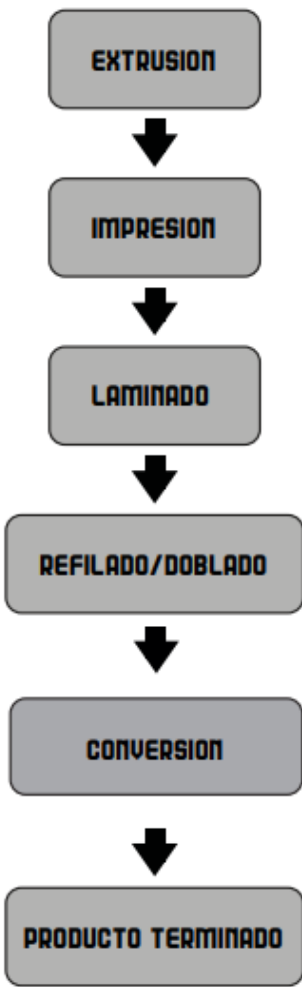 EXTRUSION
IMPRESION
LAMINADO
REFILADO/DOBLADO
CONVERSION
PRODUCTO TERMINADO